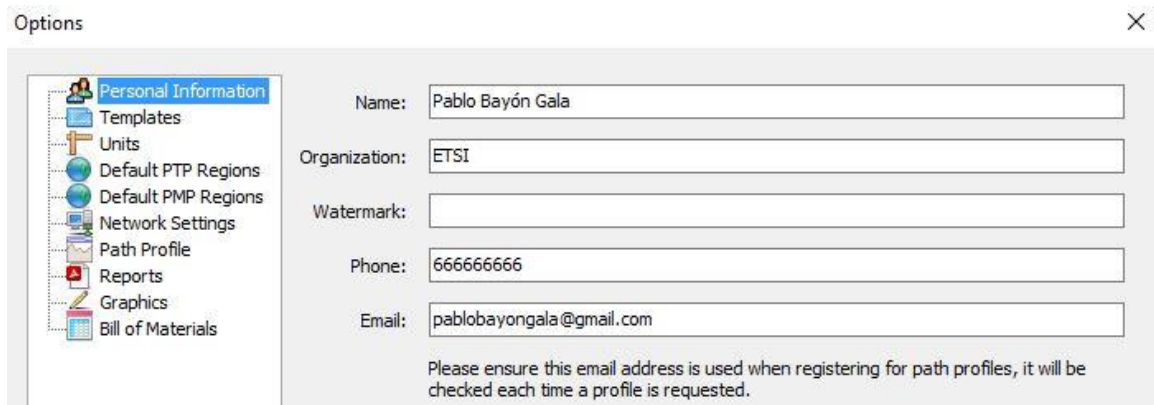 Options
Personal Information
Templates
Units
Default PTP Regions
Default PMP Regions
Network Settings
Path Profile
Reports
Graphics
Bill of Materials
Name: Pablo Bayón Gala
Organization: ETSI
Watermark:
Phone: 666666666
Email: pablobayongala@gmail.com
Please ensure this email address is used when registering for path profiles, it will be
checked each time a profile is requested.